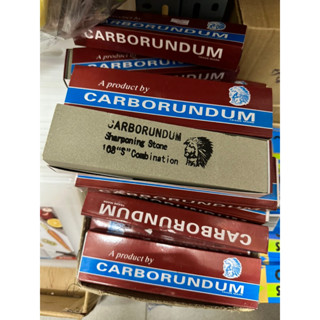 CARBORUNDUM
A product by
CARBORUNDUM
CARBORUNDUM
Sharpening Stone
108 "S" Combination
CARBORUNDUM
A product by
CARBORUNDUM